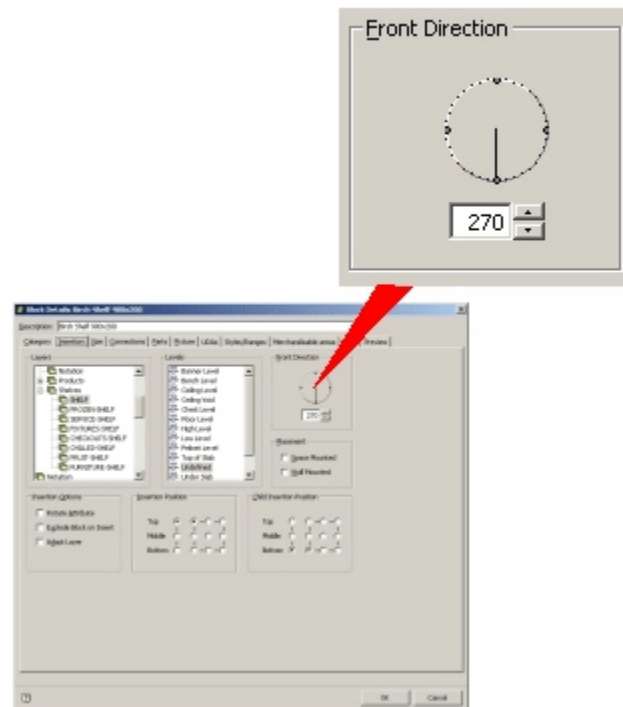 Front Direction
270
Block Details: Birch Shelf 900x200
Description: Birch Shelf 900x200
Category Insertion Size Connections Parts Picture UDAs Styles/Ranges Merchandisable areas Preview
Layers
Notation
Products
Shelves
SHELF
FROZEN-SHELF
SERVICE-SHELF
FIXTURES-SHELF
CHECKOUTS-SHELF
CHILLED-SHELF
FRUIT-SHELF
FURNITURE-SHELF
Notation
Levels
Banner Level
Bench Level
Ceiling Level
Ceiling Void
Chest Level
Floor Level
High Level
Low Level
Pelmet Level
Top of Slab
Undefined
Under Slab
Front Direction
270
Placement
Space Mounted
Wall Mounted
Insertion Options
Rotate Attribute
Explode Block on Insert
Adjust Layer
Insertion Position
Top
Middle
Bottom
Child Insertion Position
Top
Middle
Bottom
OK Cancel